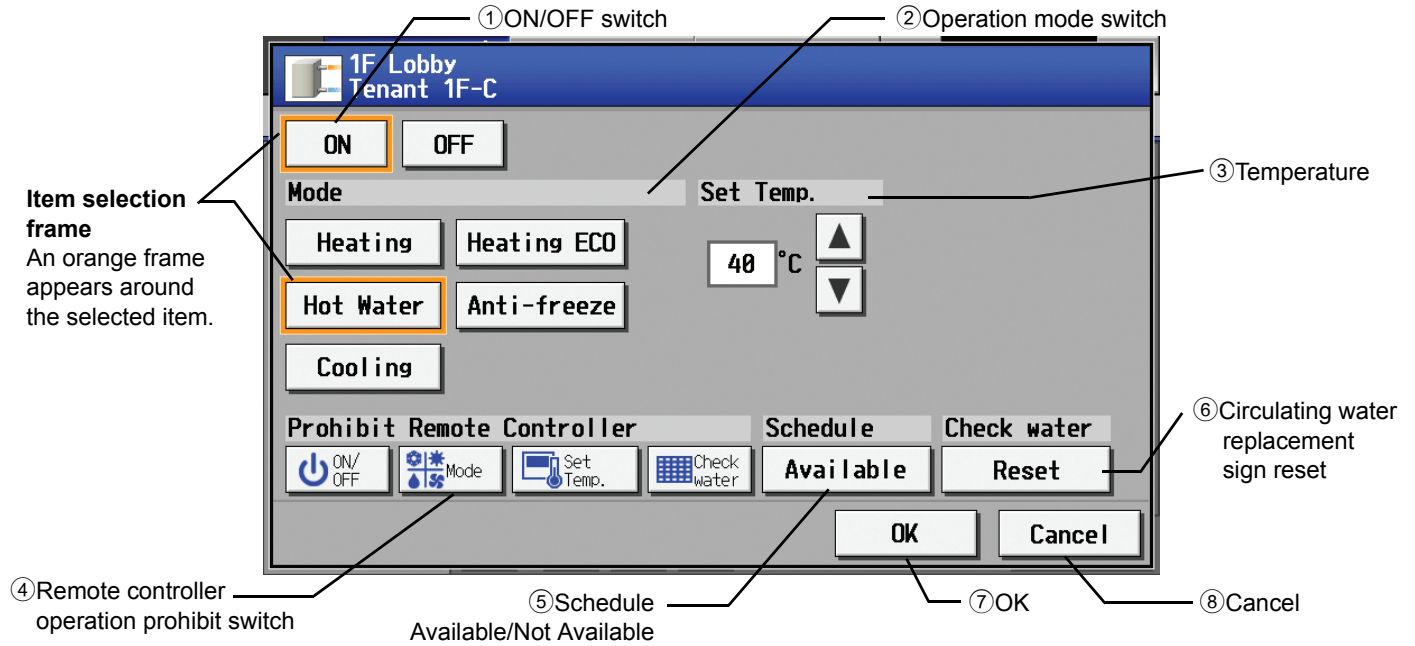 ①ON/OFF switch
②Operation mode switch
1F Lobby
Tenant 1F-C
ON
OFF
Mode
Set Temp.
③Temperature
Item selection
frame
An orange frame
appears around
the selected item.
Heating
Heating ECO
40 °C
Hot Water
Anti-freeze
Cooling
Prohibit Remote Controller
Schedule
Check water
ON/
OFF
Mode
Set
Temp.
Check
water
Available
Reset
⑥Circulating water
replacement
sign reset
OK
Cancel
④Remote controller
operation prohibit switch
⑤Schedule
Available/Not Available
⑦OK
⑧Cancel